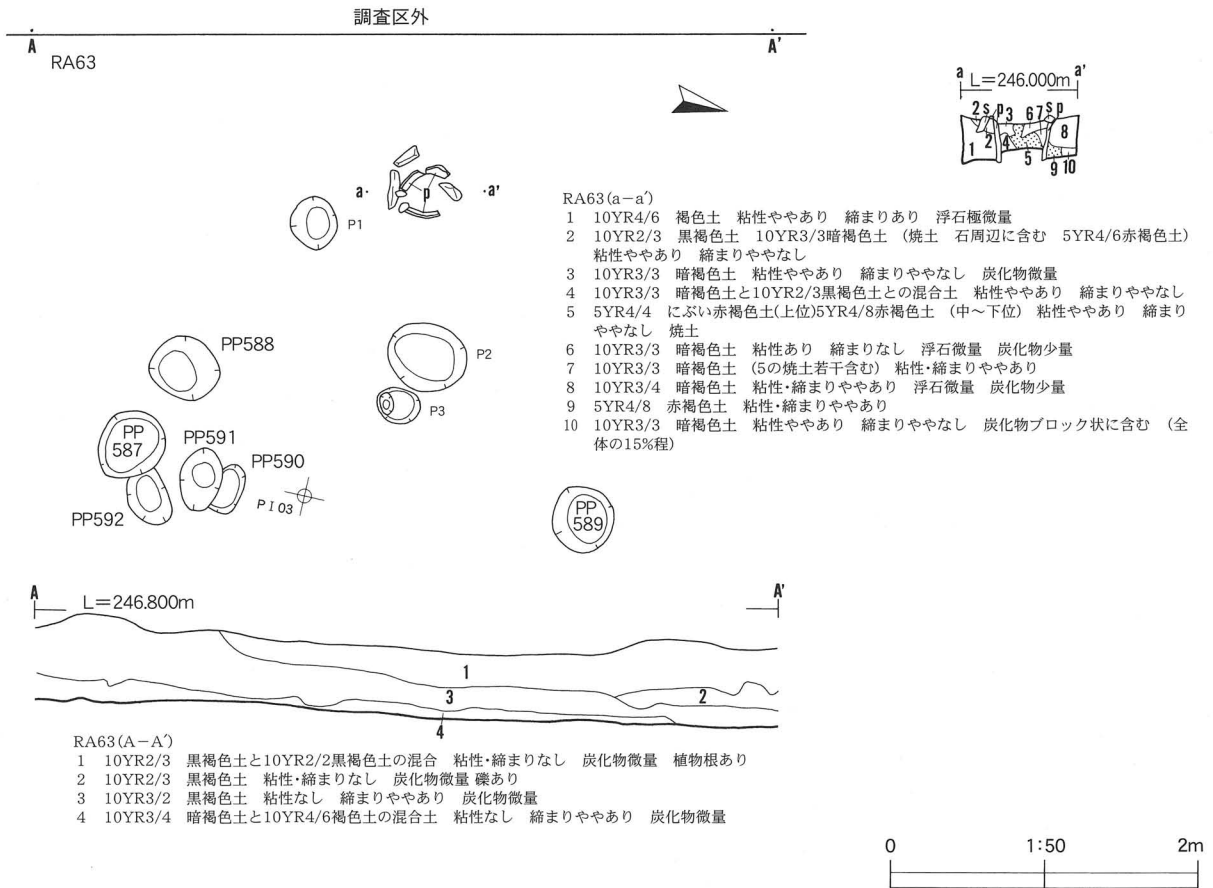 調査区外
A A'
RA63
a a'
L=246.000m
2 s p 3 6 7 s p
1 2 4 8
5 9 10
a p a'
P1
RA63(a-a')
1 10YR4/6 褐色土 粘性ややあり 締まりあり 浮石極微量
2 10YR2/3 黒褐色土 10YR3/3暗褐色土 (焼土 石周辺に含む 5YR4/6赤褐色土)
粘性ややあり 締まりややなし
3 10YR3/3 暗褐色土 粘性ややあり 締まりややなし 炭化物微量
4 10YR3/3 暗褐色土と10YR2/3黒褐色土との混合土 粘性ややあり 締まりややなし
5 5YR4/4 にぶい赤褐色土(上位)5YR4/8赤褐色土 (中~下位) 粘性ややあり 締まり
ややなし 焼土
6 10YR3/3 暗褐色土 粘性あり 締まりなし 浮石微量 炭化物少量
7 10YR3/3 暗褐色土 (5の焼土若干含む) 粘性・締まりややあり
8 10YR3/4 暗褐色土 粘性・締まりややあり 浮石微量 炭化物少量
9 5YR4/8 赤褐色土 粘性・締まりややあり
10 10YR3/3 暗褐色土 粘性ややあり 締まりややなし 炭化物ブロック状に含む (全
体の15%程)
PP588
P2
P3
PP
587
PP591
PP590
PI03
PP592
PP
589
A A'
L=246.800m
1
2
3
4
RA63(A-A')
1 10YR2/3 黒褐色土と10YR2/2黒褐色土の混合 粘性・締まりなし 炭化物微量 植物根あり
2 10YR2/3 黒褐色土 粘性・締まりなし 炭化物微量 礫あり
3 10YR3/2 黒褐色土 粘性なし 締まりややあり 炭化物微量
4 10YR3/4 暗褐色土と10YR4/6褐色土の混合土 粘性なし 締まりややあり 炭化物微量
0 1:50 2m